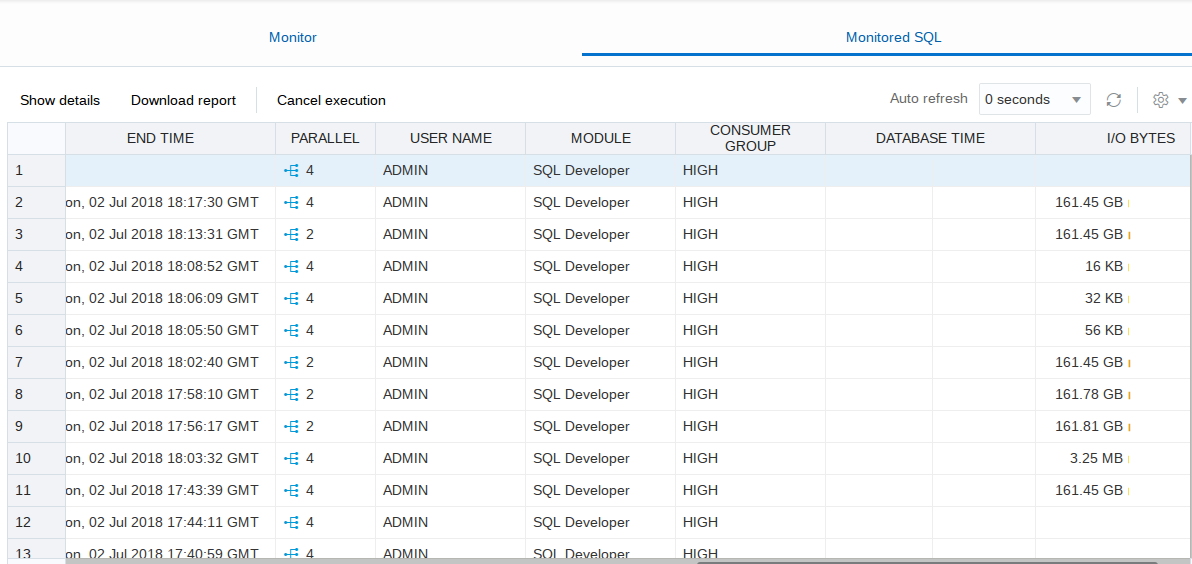 Monitor Monitored SQL
Show details Download report Cancel execution Auto refresh 0 seconds
END TIME PARALLEL USER NAME MODULE CONSUMER GROUP DATABASE TIME I/O BYTES
1 4 ADMIN SQL Developer HIGH
2 on, 02 Jul 2018 18:17:30 GMT 4 ADMIN SQL Developer HIGH 161.45 GB
3 on, 02 Jul 2018 18:13:31 GMT 2 ADMIN SQL Developer HIGH 161.45 GB
4 on, 02 Jul 2018 18:08:52 GMT 4 ADMIN SQL Developer HIGH 16 KB
5 on, 02 Jul 2018 18:06:09 GMT 4 ADMIN SQL Developer HIGH 32 KB
6 on, 02 Jul 2018 18:05:50 GMT 4 ADMIN SQL Developer HIGH 56 KB
7 on, 02 Jul 2018 18:02:40 GMT 2 ADMIN SQL Developer HIGH 161.45 GB
8 on, 02 Jul 2018 17:58:10 GMT 2 ADMIN SQL Developer HIGH 161.78 GB
9 on, 02 Jul 2018 17:56:17 GMT 2 ADMIN SQL Developer HIGH 161.81 GB
10 on, 02 Jul 2018 18:03:32 GMT 4 ADMIN SQL Developer HIGH 3.25 MB
11 on, 02 Jul 2018 17:43:39 GMT 4 ADMIN SQL Developer HIGH 161.45 GB
12 on, 02 Jul 2018 17:44:11 GMT 4 ADMIN SQL Developer HIGH
13 on, 02 Jul 2018 17:40:59 GMT 4 ADMIN SQL Developer HIGH